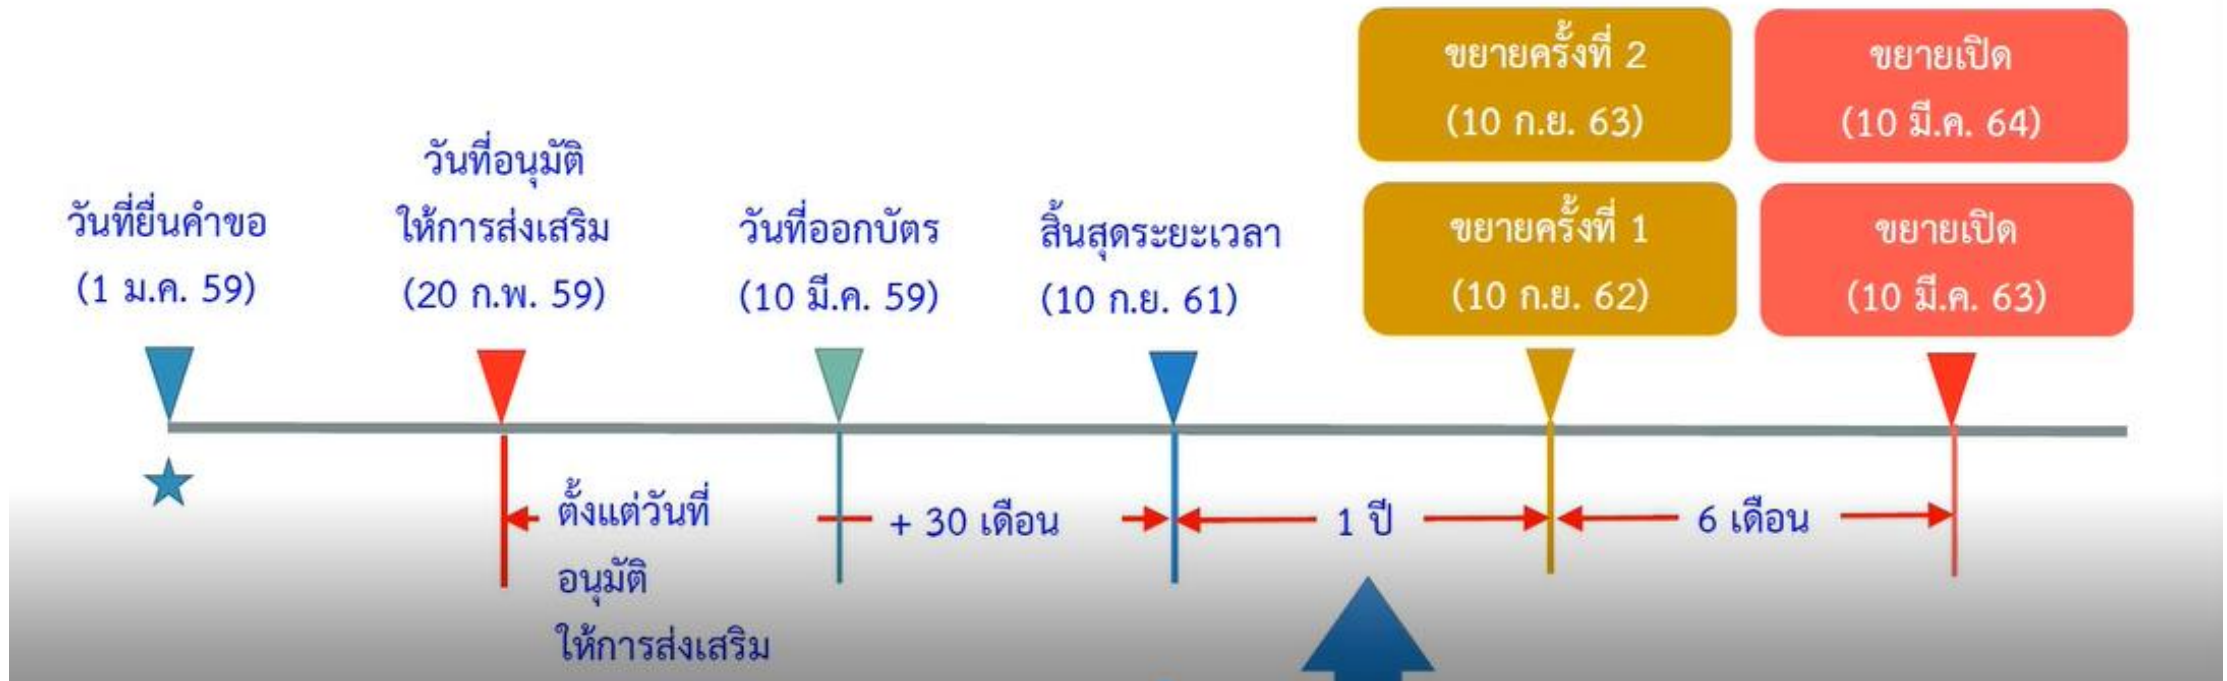 วันที่ยื่นคำขอ
(1 ม.ค. 59)
วันที่อนุมัติ
ให้การส่งเสริม
(20 ก.พ. 59)
วันที่ออกบัตร
(10 มี.ค. 59)
สิ้นสุดระยะเวลา
(10 ก.ย. 61)
ขยายครั้งที่ 2
(10 ก.ย. 63)
ขยายเปิด
(10 มี.ค. 64)
ขยายครั้งที่ 1
(10 ก.ย. 62)
ขยายเปิด
(10 มี.ค. 63)
ตั้งแต่วันที่
อนุมัติ
ให้การส่งเสริม
+ 30 เดือน
1 ปี
6 เดือน